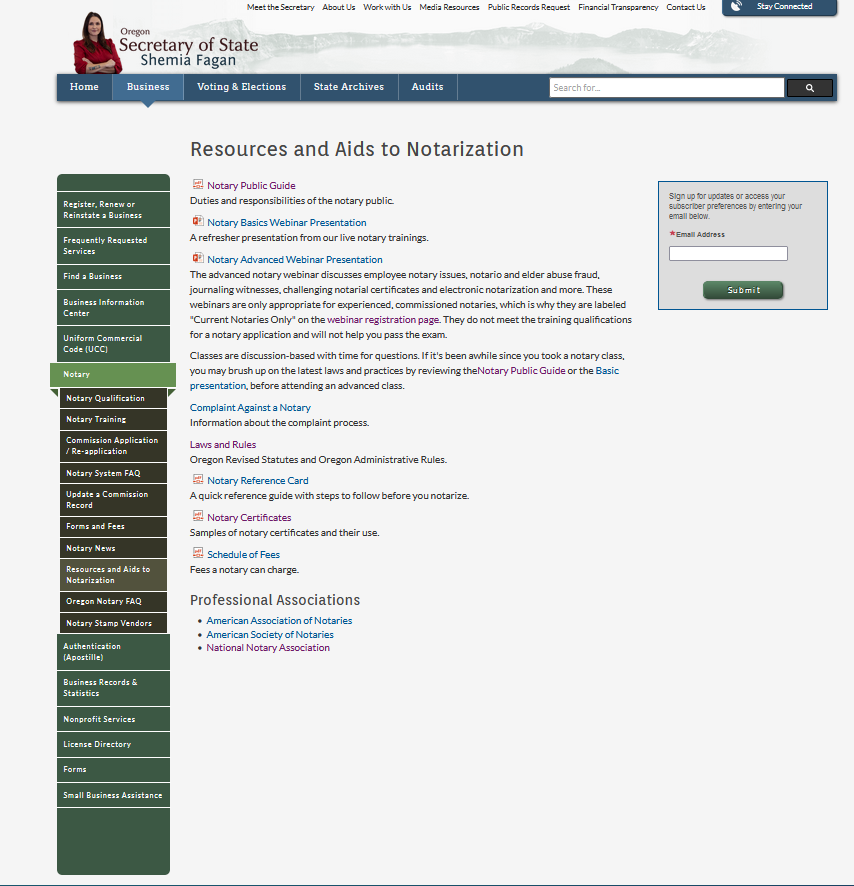 Meet the Secretary About Us Work with Us Media Resources Public Records Request Financial Transparency Contact Us Stay Connected
Oregon
Secretary of State
Shemia Fagan
Home Business Voting & Elections State Archives Audits Search for...
Resources and Aids to Notarization
Register, Renew or
Reinstate a Business
Frequently Requested
Services
Find a Business
Business Information
Center
Uniform Commercial
Code (UCC)
Notary
Notary Qualification
Notary Training
Commission Application
/ Re-application
Notary System FAQ
Update a Commission
Record
Forms and Fees
Notary News
Resources and Aids to
Notarization
Oregon Notary FAQ
Notary Stamp Vendors
Authentication
(Apostille)
Business Records &
Statistics
Nonprofit Services
License Directory
Forms
Small Business Assistance
Notary Public Guide
Duties and responsibilities of the notary public.
Notary Basics Webinar Presentation
A refresher presentation from our live notary trainings.
Notary Advanced Webinar Presentation
The advanced notary webinar discusses employee notary issues, notario and elder abuse fraud,
journaling witnesses, challenging notarial certificates and electronic notarization and more. These
webinars are only appropriate for experienced, commissioned notaries, which is why they are labeled
"Current Notaries Only" on the webinar registration page. They do not meet the training qualifications
for a notary application and will not help you pass the exam.
Classes are discussion-based with time for questions. If it's been awhile since you took a notary class,
you may brush up on the latest laws and practices by reviewing theNotary Public Guide or the Basic
presentation, before attending an advanced class.
Complaint Against a Notary
Information about the complaint process.
Laws and Rules
Oregon Revised Statutes and Oregon Administrative Rules.
Notary Reference Card
A quick reference guide with steps to follow before you notarize.
Notary Certificates
Samples of notary certificates and their use.
Schedule of Fees
Fees a notary can charge.
Professional Associations
• American Association of Notaries
• American Society of Notaries
• National Notary Association
Sign up for updates or access your
subscriber preferences by entering your
email below.
*Email Address
Submit